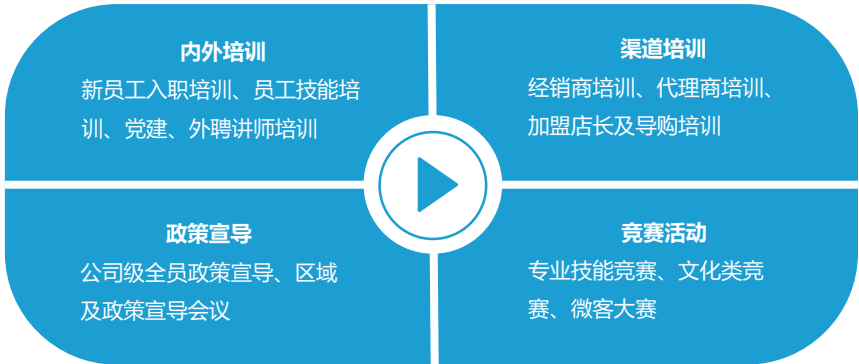 内外培训
新员工入职培训、员工技能培
训、党建、外聘讲师培训
渠道培训
经销商培训、代理商培训、
加盟店长及导购培训
政策宣导
公司级全员政策宣导、区域
及政策宣导会议
竞赛活动
专业技能竞赛、文化类竞
赛、微客大赛